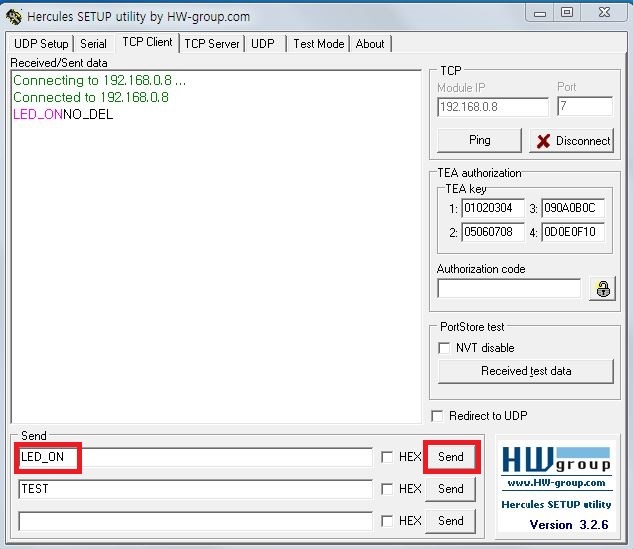 Hercules SETUP utility by HW-group.com
UDP Setup Serial TCP Client TCP Server UDP Test Mode About
Received/Sent data
Connecting to 192.168.0.8 ...
Connected to 192.168.0.8
LED_ONNO_DEL
TCP
Module IP Port
192.168.0.8 7
Ping Disconnect
TEA authorization
TEA key
1: 01020304 3: 090A0B0C
2: 05060708 4: 0D0E0F10
Authorization code
PortStore test
NVT disable
Received test data
Redirect to UDP
Send
LED_ON HEX Send
TEST HEX Send
HEX Send
HW group
www.HW-group.com
Hercules SETUP utility
Version 3.2.6